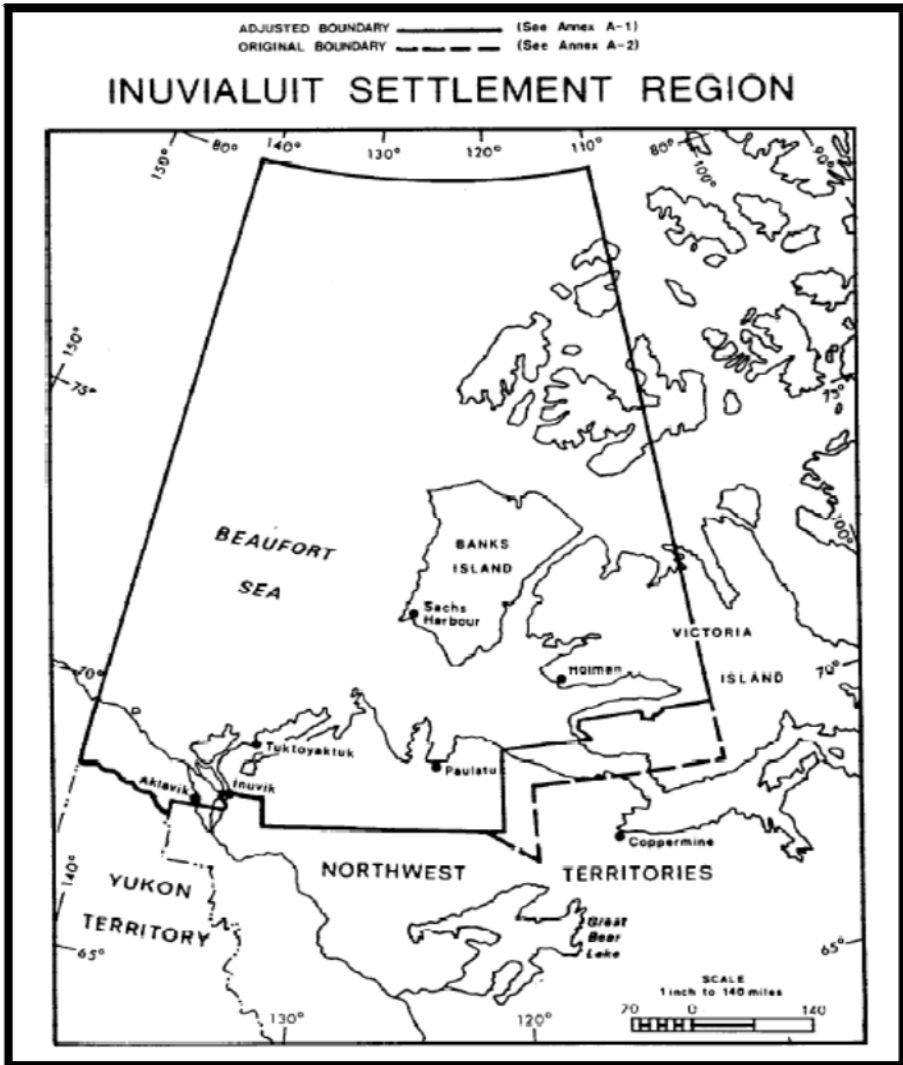 ADJUSTED BOUNDARY (See Annex A-1)
ORIGINAL BOUNDARY (See Annex A-2)
INUVIALUIT SETTLEMENT REGION
150° 80° 140° 130° 120° 110° 80° 100° 90°
150°
75°
75°
100°
BEAUFORT
SEA
BANKS
ISLAND
Sachs
Harbour
VICTORIA
ISLAND
Holman
70°
70°
Tuktoyaktuk
Paulatu
Aklavik
Inuvik
Coppermine
NORTHWEST TERRITORIES
YUKON
TERRITORY
140°
65°
Great
Bear
Lake
65°
SCALE
1 inch to 140 miles
70 0 140
130° 120°